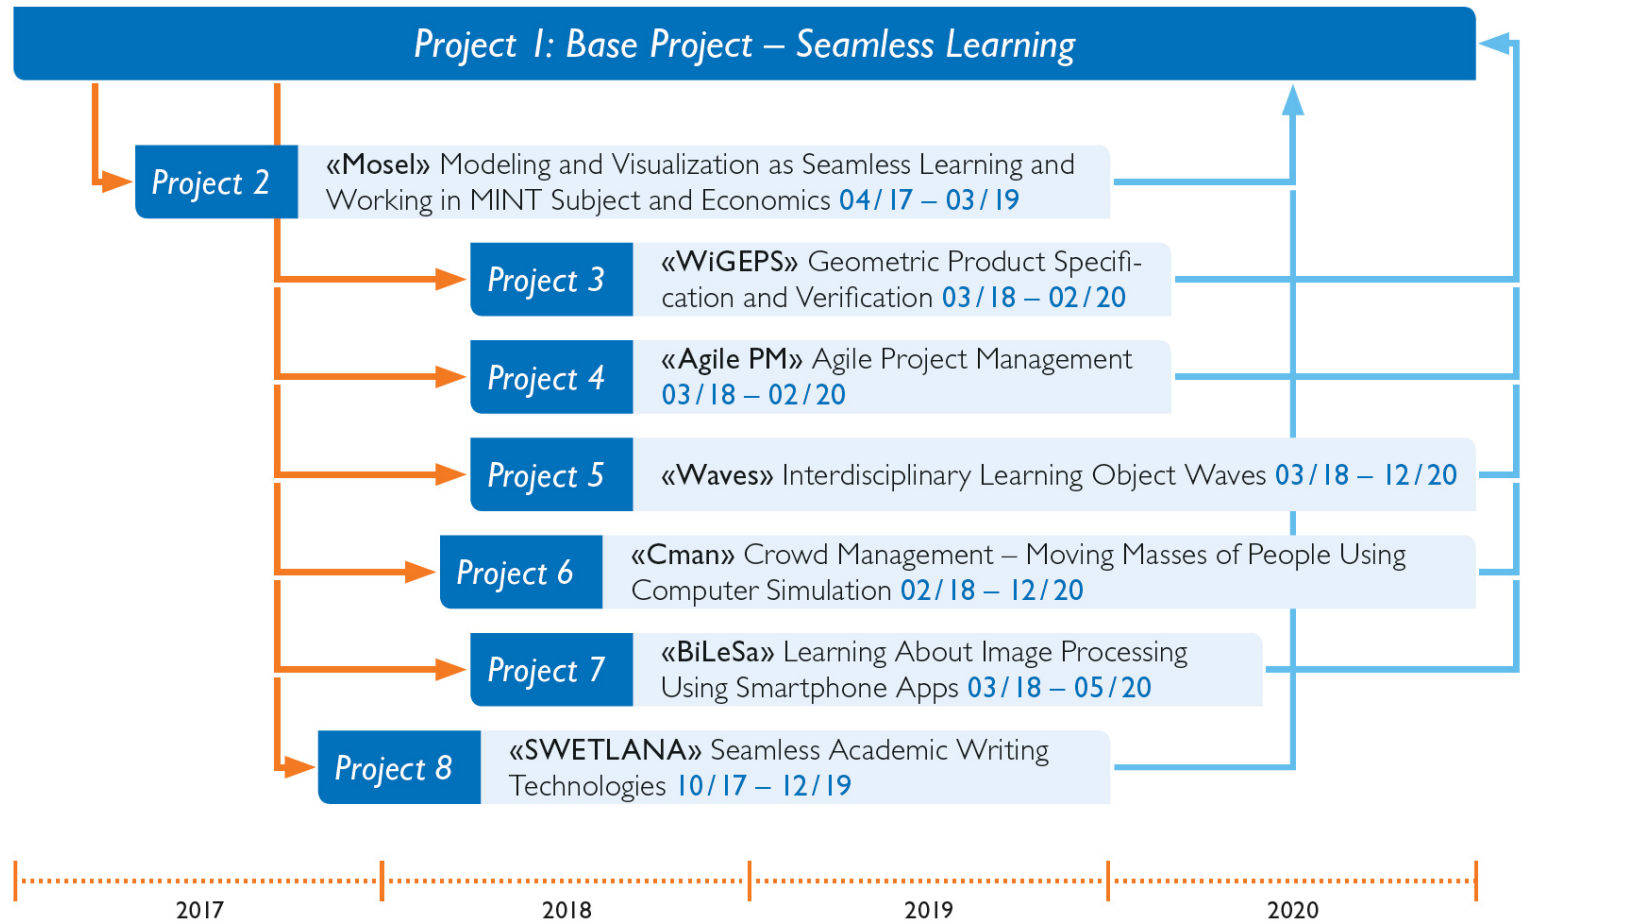 Project 1: Base Project – Seamless Learning
Project 2
«Mosel» Modeling and Visualization as Seamless Learning and
Working in MINT Subject and Economics 04/17 – 03/19
Project 3
«WiGEPS» Geometric Product Specifi-
cation and Verification 03/18 – 02/20
Project 4
«Agile PM» Agile Project Management
03/18 – 02/20
Project 5
«Waves» Interdisciplinary Learning Object Waves 03/18 – 12/20
Project 6
«Cman» Crowd Management – Moving Masses of People Using
Computer Simulation 02/18 – 12/20
Project 7
«BiLeSa» Learning About Image Processing
Using Smartphone Apps 03/18 – 05/20
Project 8
«SWETLANA» Seamless Academic Writing
Technologies 10/17 – 12/19
2017
2018
2019
2020